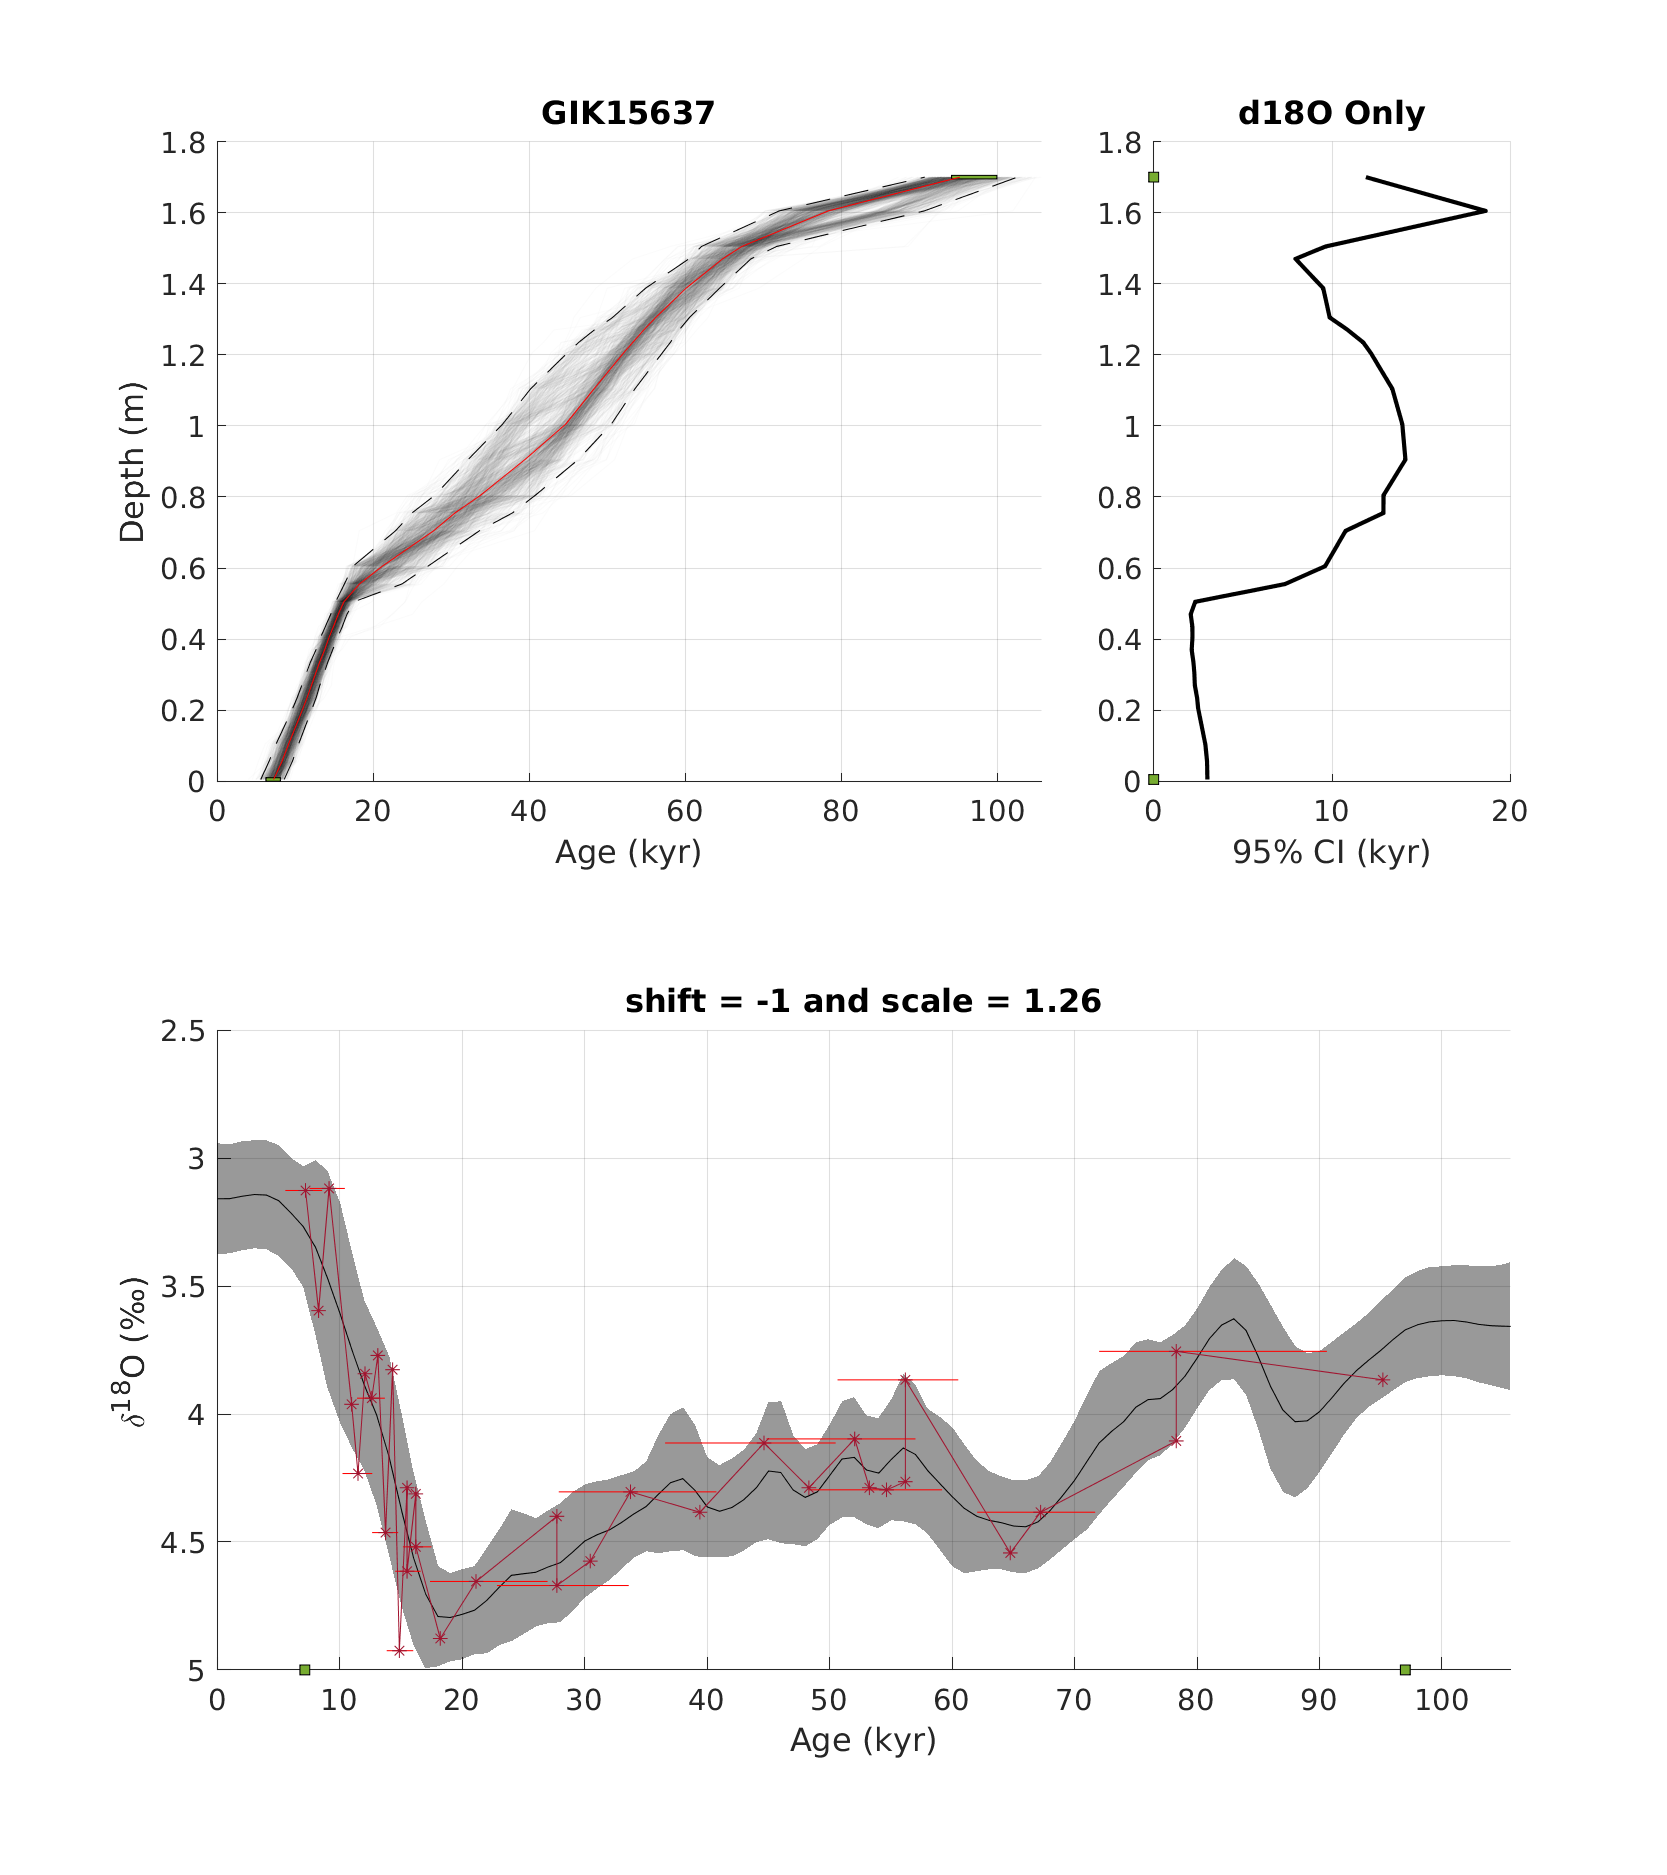 GIK15637
1.8
1.6
1.4
1.2
1
0.8
0.6
0.4
0.2
0
Depth (m)
0 20 40 60 80 100
Age (kyr)
d18O Only
1.8
1.6
1.4
1.2
1
0.8
0.6
0.4
0.2
0
0 10 20
95% CI (kyr)
shift = -1 and scale = 1.26
2.5
3
3.5
4
4.5
5
δ¹⁸O (‰)
0 10 20 30 40 50 60 70 80 90 100
Age (kyr)